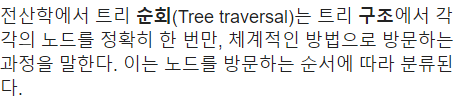 전산학에서 트리 순회(Tree traversal)는 트리 구조에서 각
각의 노드를 정확히 한 번만, 체계적인 방법으로 방문하는
과정을 말한다. 이는 노드를 방문하는 순서에 따라 분류된
다.